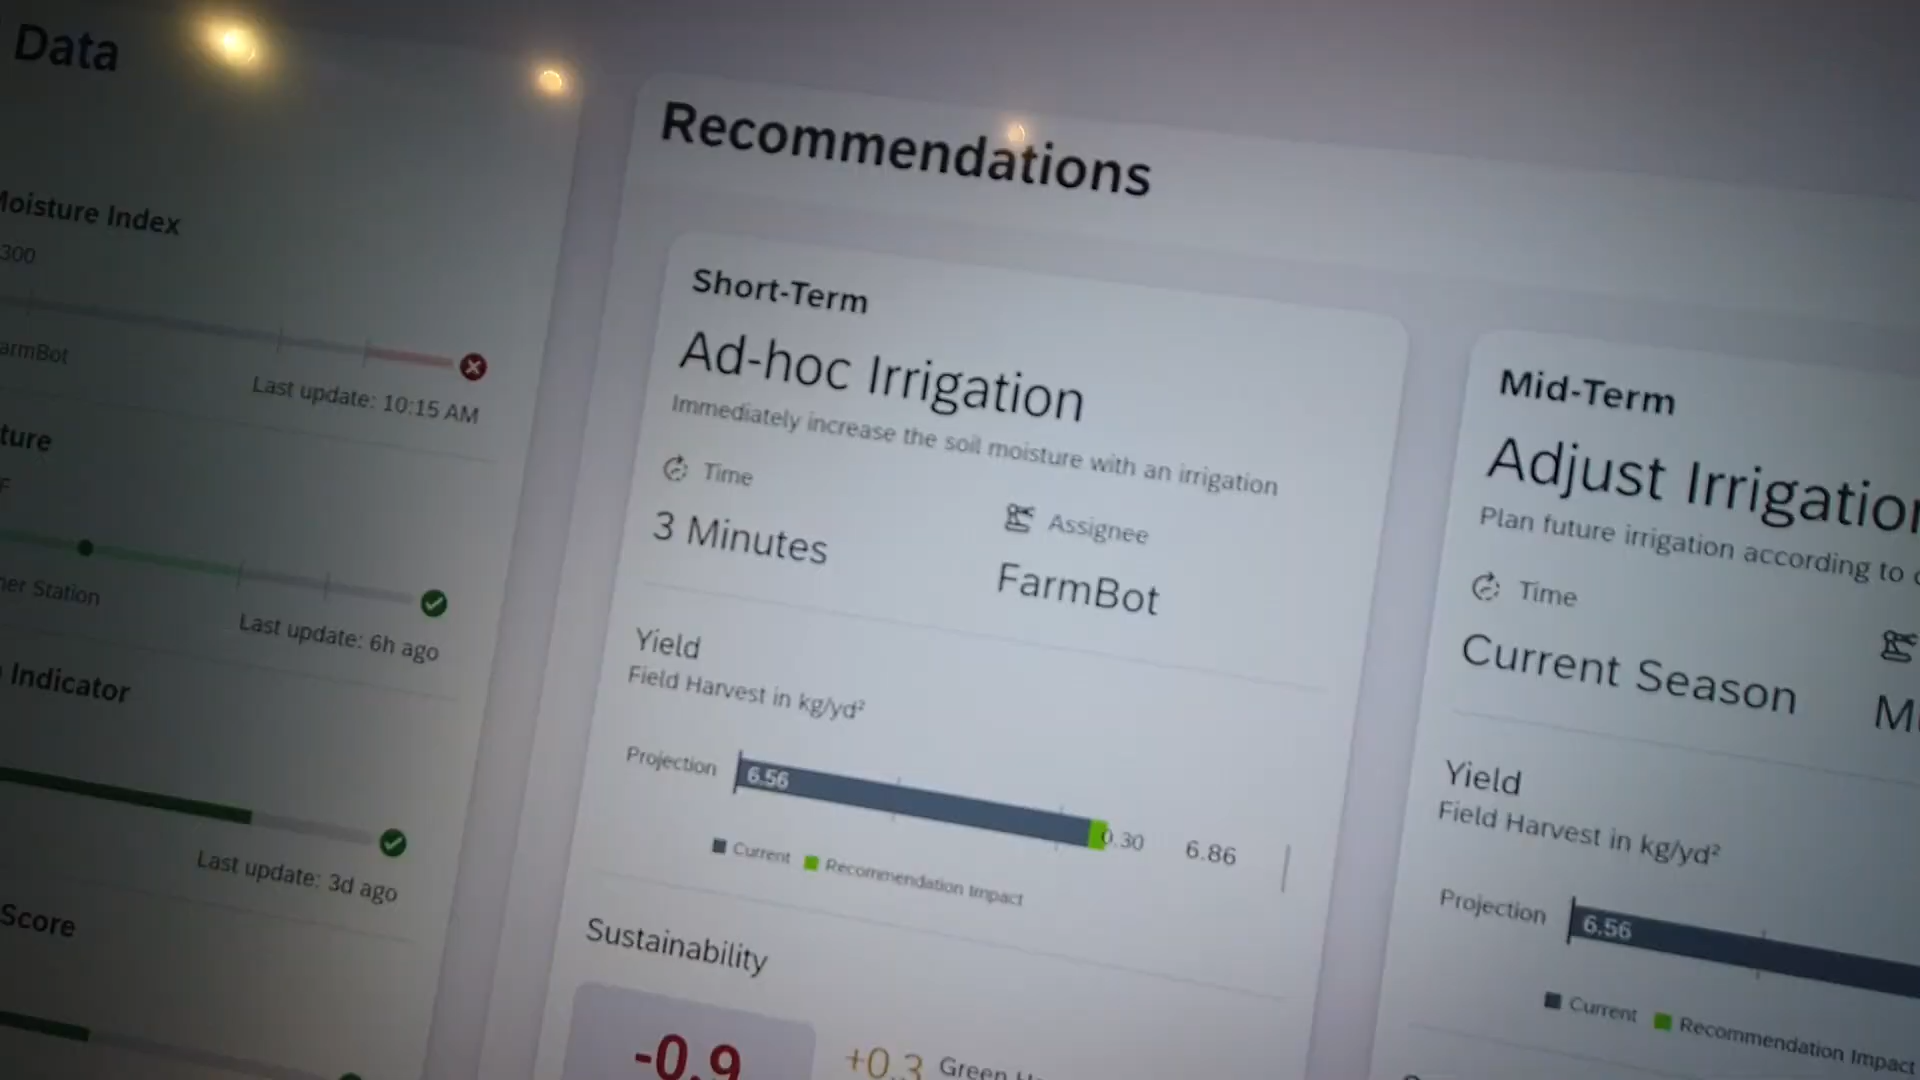 Data
Moisture Index
300
Last update: 10:15 AM
Last update: 6h ago
Station
Indicator
Last update: 3d ago
Score
Recommendations
Short-Term
Ad-hoc Irrigation
Immediately increase the soil moisture with an irrigation
Time
3 Minutes
Assignee
FarmBot
Yield
Field Harvest in kg/yd²
Projection
6.56
0.30
6.86
Current
Recommendation Impact
Sustainability
-0.9
+0.3 Green
Mid-Term
Adjust Irrigation
Plan future irrigation according to
Time
Current Season
Yield
Field Harvest in kg/yd²
Projection
6.56
Current
Recommendation Impact